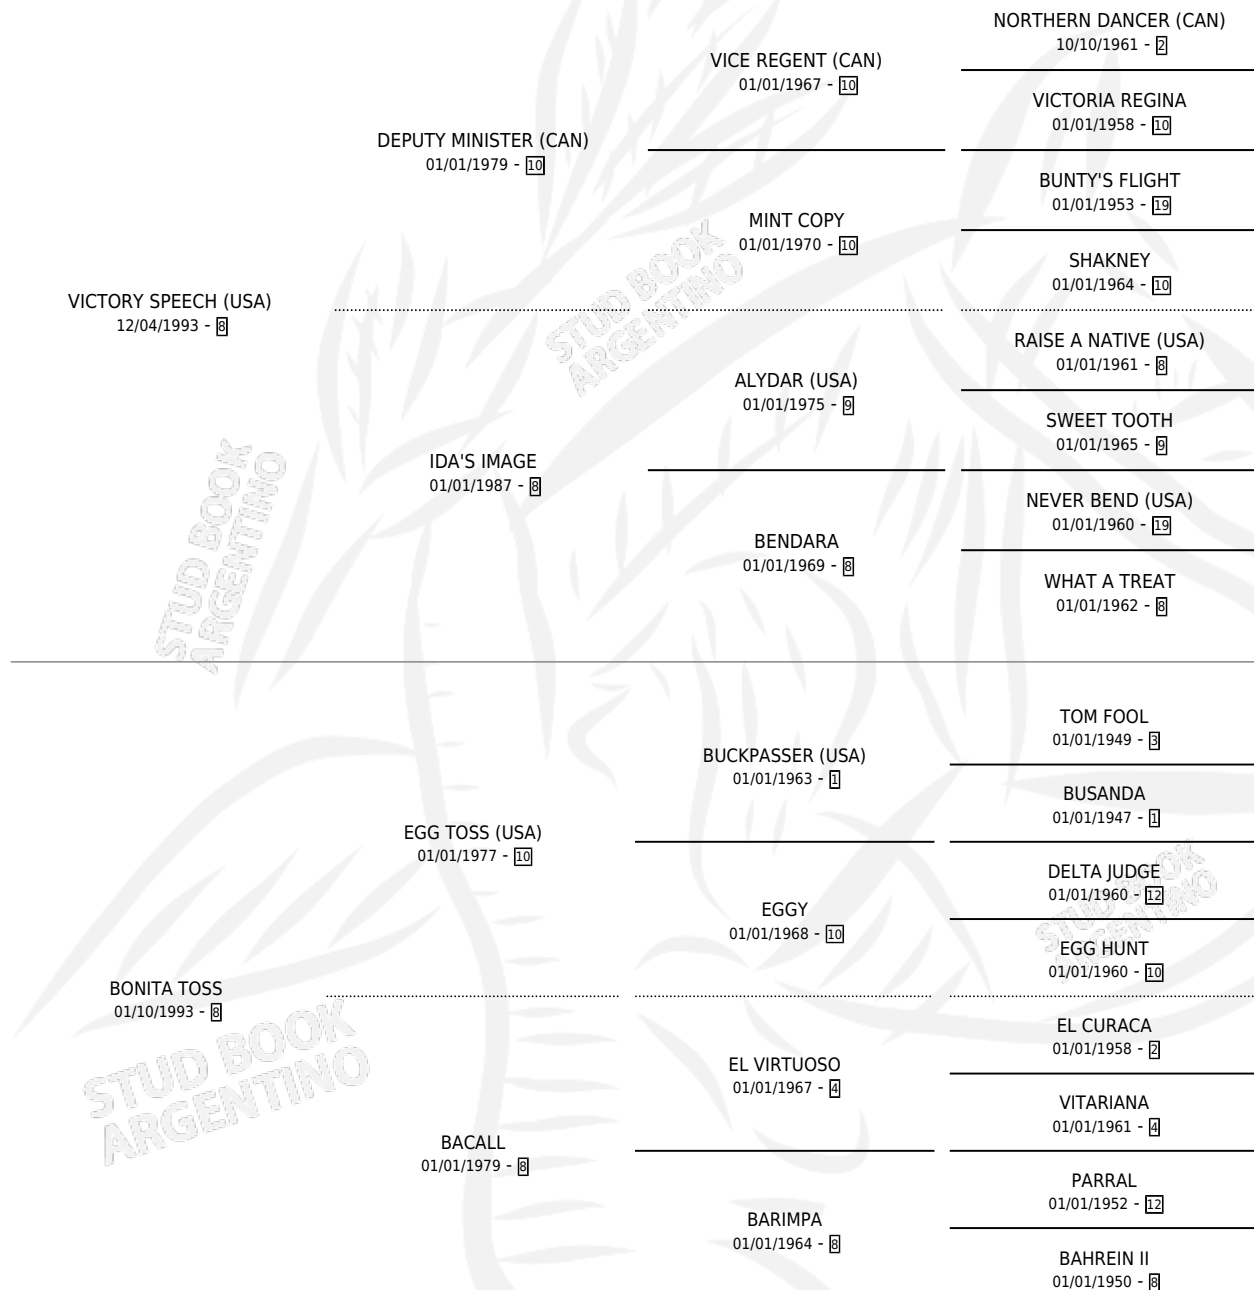 NORTHERN DANCER (CAN)
10/10/1961 - 2
VICE REGENT (CAN)
01/01/1967 - 10
VICTORIA REGINA
01/01/1958 - 10
DEPUTY MINISTER (CAN)
01/01/1979 - 10
BUNTY'S FLIGHT
01/01/1953 - 19
MINT COPY
01/01/1970 - 10
SHAKNEY
01/01/1964 - 10
VICTORY SPEECH (USA)
12/04/1993 - 8
STUD BOOK
ARGENTINO
RAISE A NATIVE (USA)
01/01/1961 - 8
ALYDAR (USA)
01/01/1975 - 9
SWEET TOOTH
01/01/1965 - 9
IDA'S IMAGE
01/01/1987 - 8
NEVER BEND (USA)
01/01/1960 - 19
BENDARA
01/01/1969 - 8
WHAT A TREAT
01/01/1962 - 8
STUD BOOK
ARGENTINO
TOM FOOL
01/01/1949 - 3
BUCKPASSER (USA)
01/01/1963 - 1
BUSANDA
01/01/1947 - 1
EGG TOSS (USA)
01/01/1977 - 10
DELTA JUDGE
01/01/1960 - 12
EGGY
01/01/1968 - 10
STUD BOOK
ARGENTINO
EGG HUNT
01/01/1960 - 10
BONITA TOSS
01/10/1993 - 8
EL CURACA
01/01/1958 - 2
EL VIRTUOSO
01/01/1967 - 4
VITARIANA
01/01/1961 - 4
STUD BOOK
ARGENTINO
BACALL
01/01/1979 - 8
PARRAL
01/01/1952 - 12
BARIMPA
01/01/1964 - 8
BAHREIN II
01/01/1950 - 8